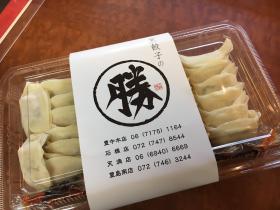 餃子の
勝
豊中本店 06 (7175) 1164
石橋店 072 (747) 8544
天満店 06 (6940) 6669
豊島南店 072 (746) 3244